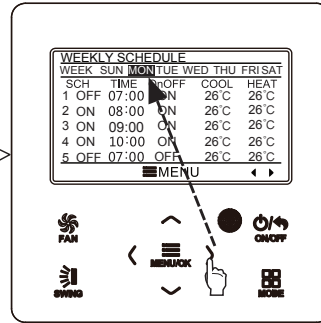 WEEKLY SCHEDULE
WEEK SUN MON TUE WED THU FRI SAT
SCH TIME OnOFF COOL HEAT
1 OFF 07:00 ON 26°C 26°C
2 ON 08:00 ON 26°C 26°C
3 ON 09:00 ON 26°C 26°C
4 ON 10:00 ON 26°C 26°C
5 OFF 07:00 OFF 26°C 26°C
MENU
FAN ON/OFF
MENU/OK
SWING MODE